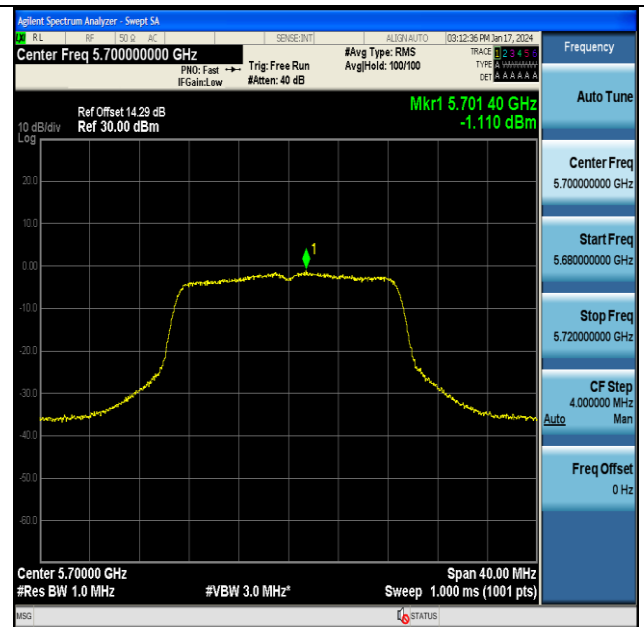 Agilent Spectrum Analyzer - Swept SA
LXI RL RF 50 Ω AC SENSE:INT ALIGN AUTO 03:12:36 PM Jan 17, 2024
Center Freq 5.700000000 GHz
PNO: Fast
IFGain:Low
Trig: Free Run
#Atten: 40 dB
#Avg Type: RMS
Avg|Hold: 100/100
TRACE 1 2 3 4 5 6
TYPE A
DET A A A A A A
Frequency
Mkr1 5.701 40 GHz
-1.110 dBm
Ref Offset 14.29 dB
10 dB/div Ref 30.00 dBm
Log
20.0
10.0
0.00
-10.0
-20.0
-30.0
-40.0
-50.0
-60.0
1
Center 5.70000 GHz
Span 40.00 MHz
#Res BW 1.0 MHz
#VBW 3.0 MHz*
Sweep 1.000 ms (1001 pts)
MSG
STATUS
Auto Tune
Center Freq
5.700000000 GHz
Start Freq
5.680000000 GHz
Stop Freq
5.720000000 GHz
CF Step
4.000000 MHz
Auto Man
Freq Offset
0 Hz